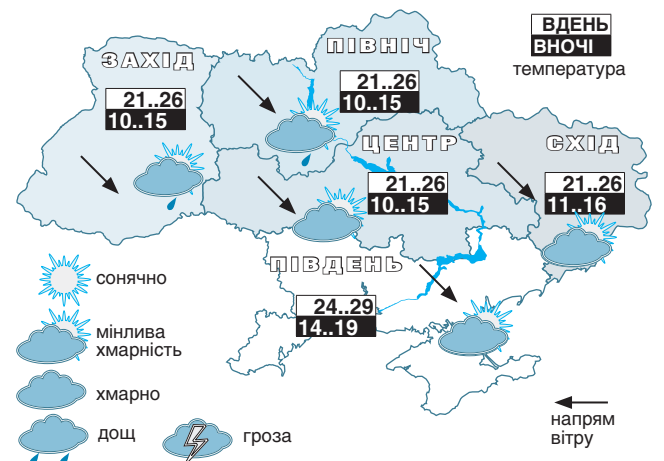 ВДЕНЬ
ВНОЧІ
температура
ПІВНІЧ
21..26
10..15
ЗАХІД
21..26
10..15
ЦЕНТР
21..26
10..15
СХІД
21..26
11..16
ПІВДЕНЬ
24..29
14..19
сонячно
мінлива
хмарність
хмарно
дощ
гроза
напрям
вітру